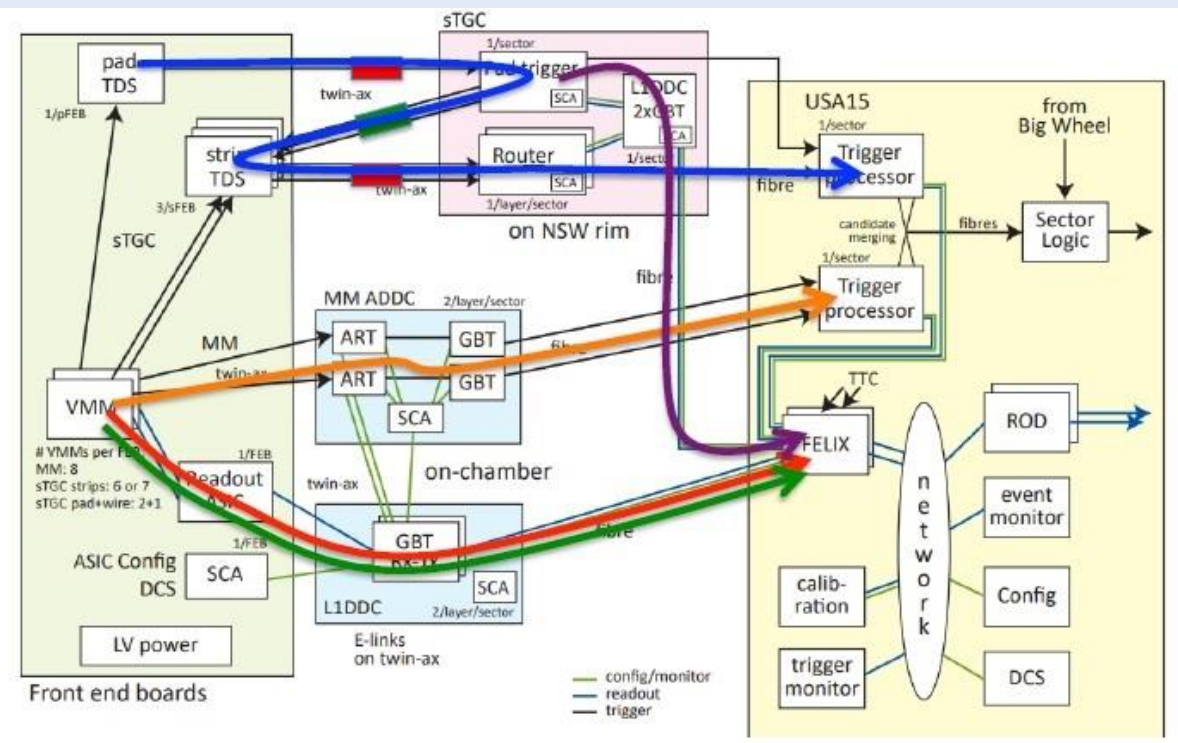 sTGC
pad
TDS
1/pFEB
strip
TDS
3/sFEB
sTGC
twin-ax
twin-ax
1/sector
Pad trigger
SCA
L1DDC
2xGBT
SCA
1/sector
Router
SCA
1/layer/sector
on NSW rim
USA15
1/sector
Trigger
processor
fibre
from
Big Wheel
candidate
merging
fibres
Sector
Logic
1/sector
Trigger
processor
fibre
MM ADDC
2/layer/sector
ART
GBT
ART
GBT
SCA
fibre
MM
twin-ax
VMM
# VMMs per FEB
MM: 8
sTGC strips: 6 or 7
sTGC pad+wire: 2+1
1/FEB
Readout
ASIC
on-chamber
twin-ax
1/FEB
ASIC Config
DCS
SCA
GBT
Rx-Tx
SCA
L1DDC
2/layer/sector
fibre
LV power
Front end boards
E-links
on twin-ax
config/monitor
readout
trigger
TTC
FELIX
network
ROD
event
monitor
calib-
ration
Config
trigger
monitor
DCS